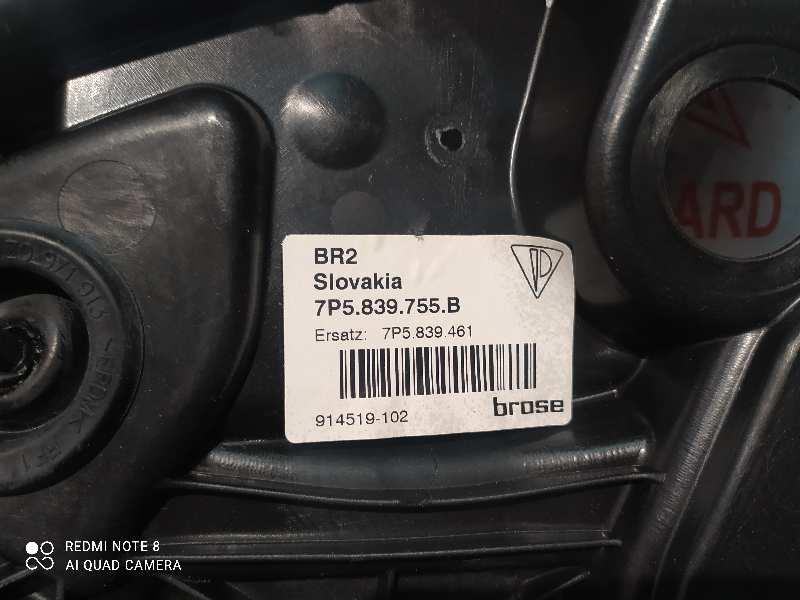 BR2
Slovakia
7P5.839.755.B
Ersatz: 7P5.839.461
914519-102
brose
ARD
REDMI NOTE 8
AI QUAD CAMERA